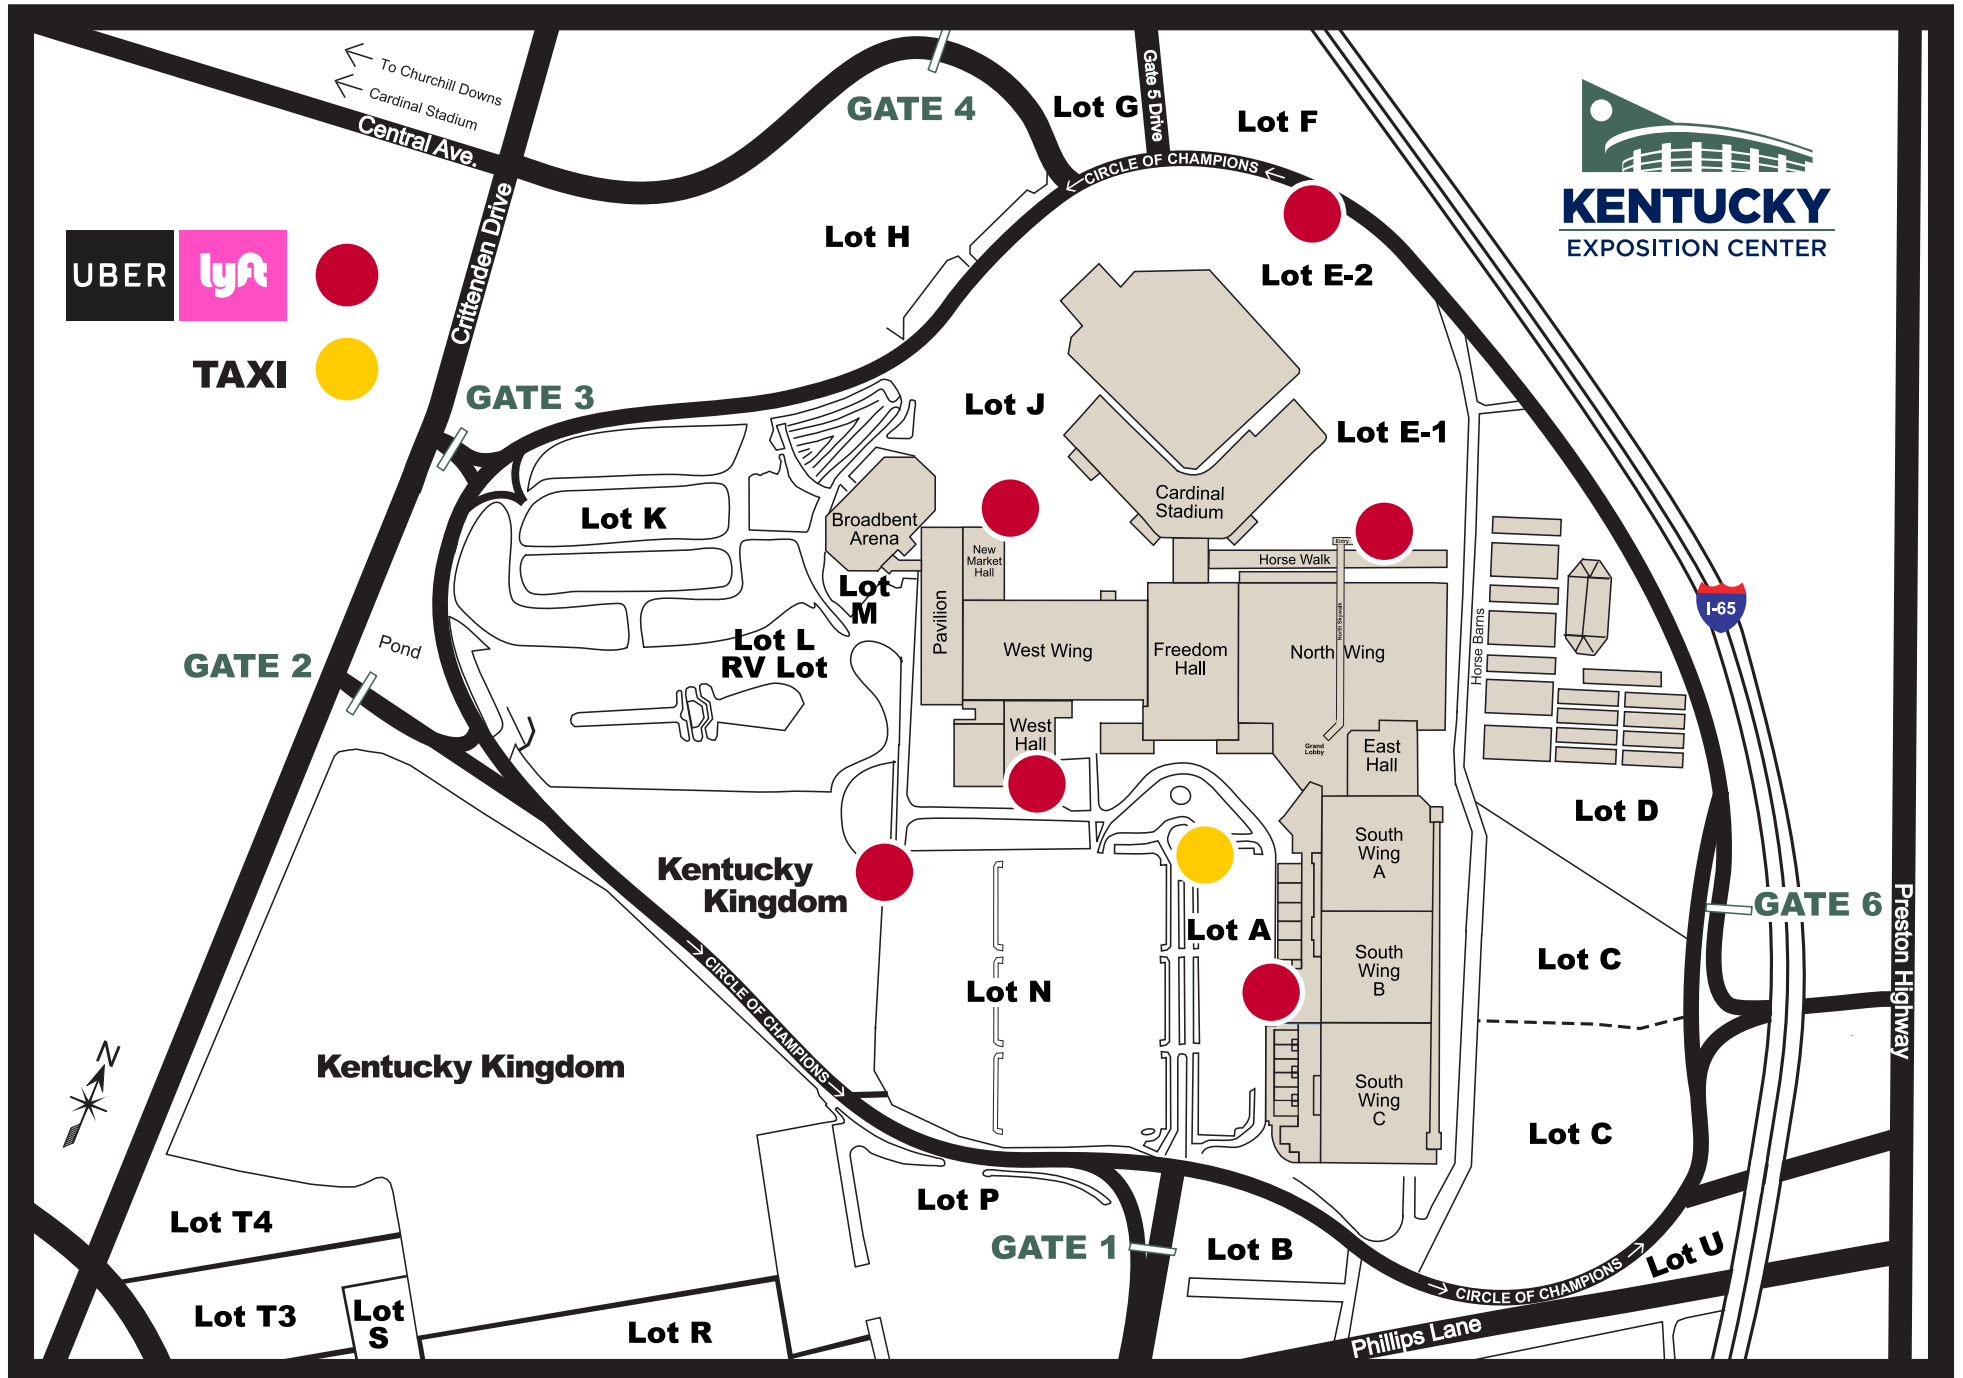 To Churchill Downs
Cardinal Stadium
Central Ave.
Crittenden Drive
GATE 4
Lot G
Gate 5 Drive
Lot F
CIRCLE OF CHAMPIONS
KENTUCKY
EXPOSITION CENTER
UBER
lyft
TAXI
Lot H
Lot E-2
GATE 3
Lot J
Lot E-1
Lot K
Broadbent
Arena
Cardinal
Stadium
New
Market
Hall
Entry
Horse Walk
Lot
M
Pavilion
North Skywalk
Horse Barns
I-65
Pond
GATE 2
Lot L
RV Lot
West Wing
Freedom
Hall
North Wing
West
Hall
Grand
Lobby
East
Hall
Lot D
South
Wing
A
Kentucky
Kingdom
GATE 6
Preston Highway
Lot A
Lot C
South
Wing
B
Lot N
CIRCLE OF CHAMPIONS
N
Kentucky Kingdom
South
Wing
C
Lot C
Lot P
Lot T4
GATE 1
Lot B
Lot U
CIRCLE OF CHAMPIONS
Lot T3
Lot
S
Lot R
Phillips Lane